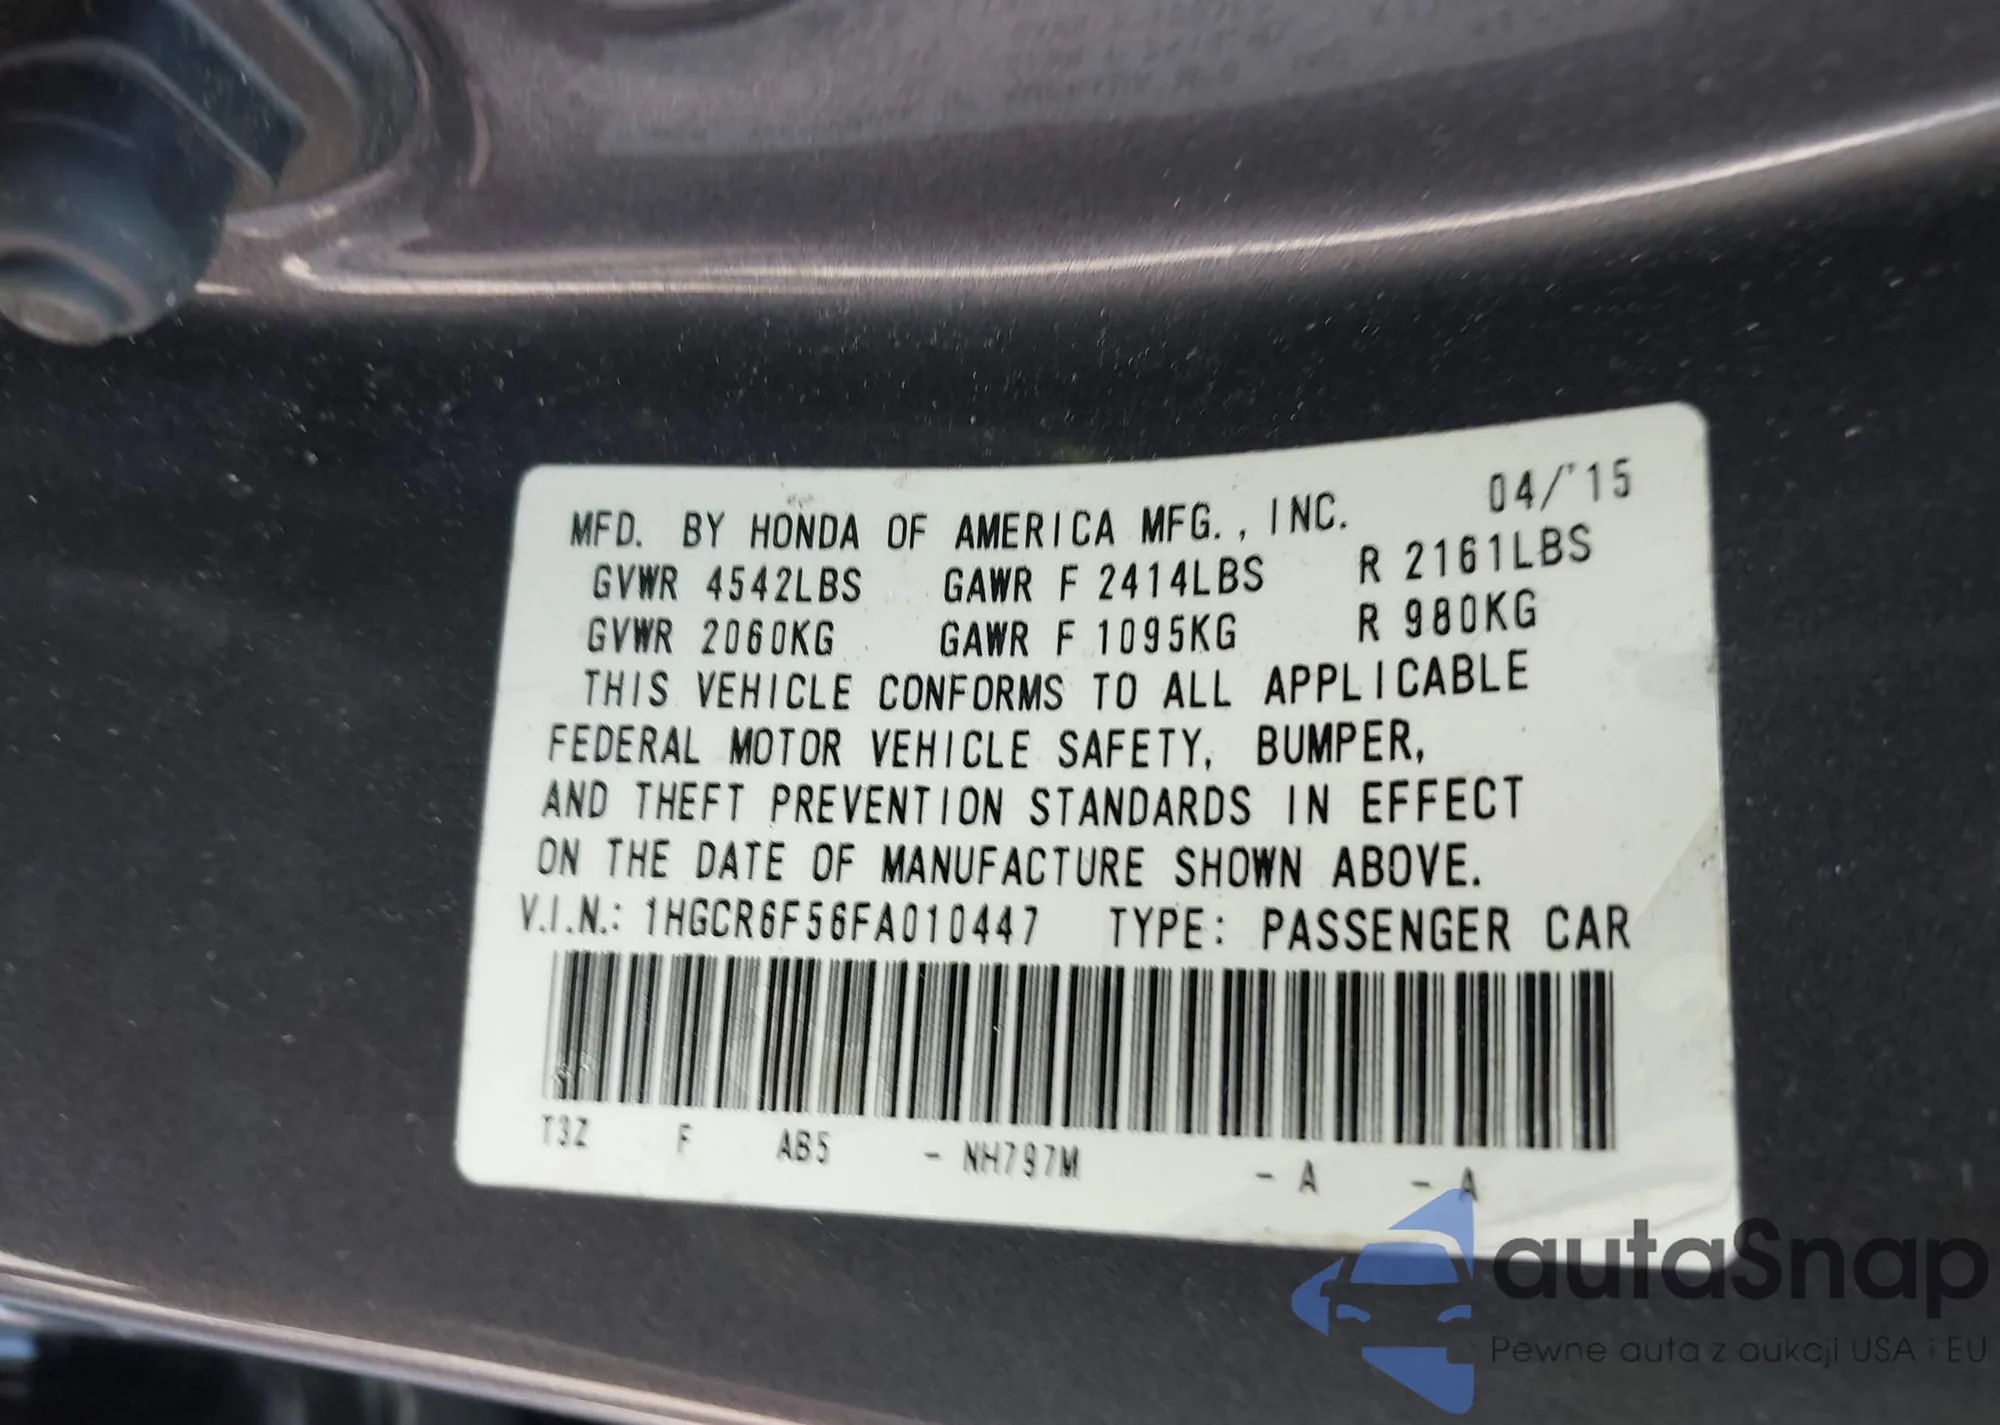 04/'15
MFD. BY HONDA OF AMERICA MFG., INC.
GVWR 4542LBS GAWR F 2414LBS R 2161LBS
GVWR 2060KG GAWR F 1095KG R 980KG
THIS VEHICLE CONFORMS TO ALL APPLICABLE
FEDERAL MOTOR VEHICLE SAFETY, BUMPER,
AND THEFT PREVENTION STANDARDS IN EFFECT
ON THE DATE OF MANUFACTURE SHOWN ABOVE.
V.I.N.: 1HGCR6F56FA010447 TYPE: PASSENGER CAR
T3Z F AB5 - NH797M - A - A
autaSnap
Pewne auta z aukcji USA i EU